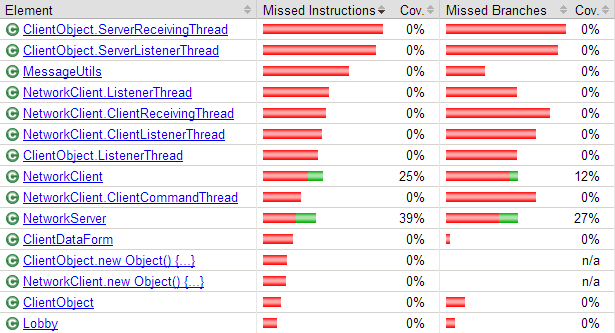 Element Missed Instructions Cov. Missed Branches Cov.
C ClientObject.ServerReceivingThread 0% 0%
C ClientObject.ServerListenerThread 0% 0%
C MessageUtils 0% 0%
C NetworkClient.ListenerThread 0% 0%
C NetworkClient.ClientReceivingThread 0% 0%
C NetworkClient.ClientListenerThread 0% 0%
C ClientObject.ListenerThread 0% 0%
C NetworkClient 25% 12%
C NetworkClient.ClientCommandThread 0% 0%
C NetworkServer 39% 27%
C ClientDataForm 0% 0%
C ClientObject.new Object() {...} 0% n/a
C NetworkClient.new Object() {...} 0% n/a
C ClientObject 0% 0%
C Lobby 0% 0%